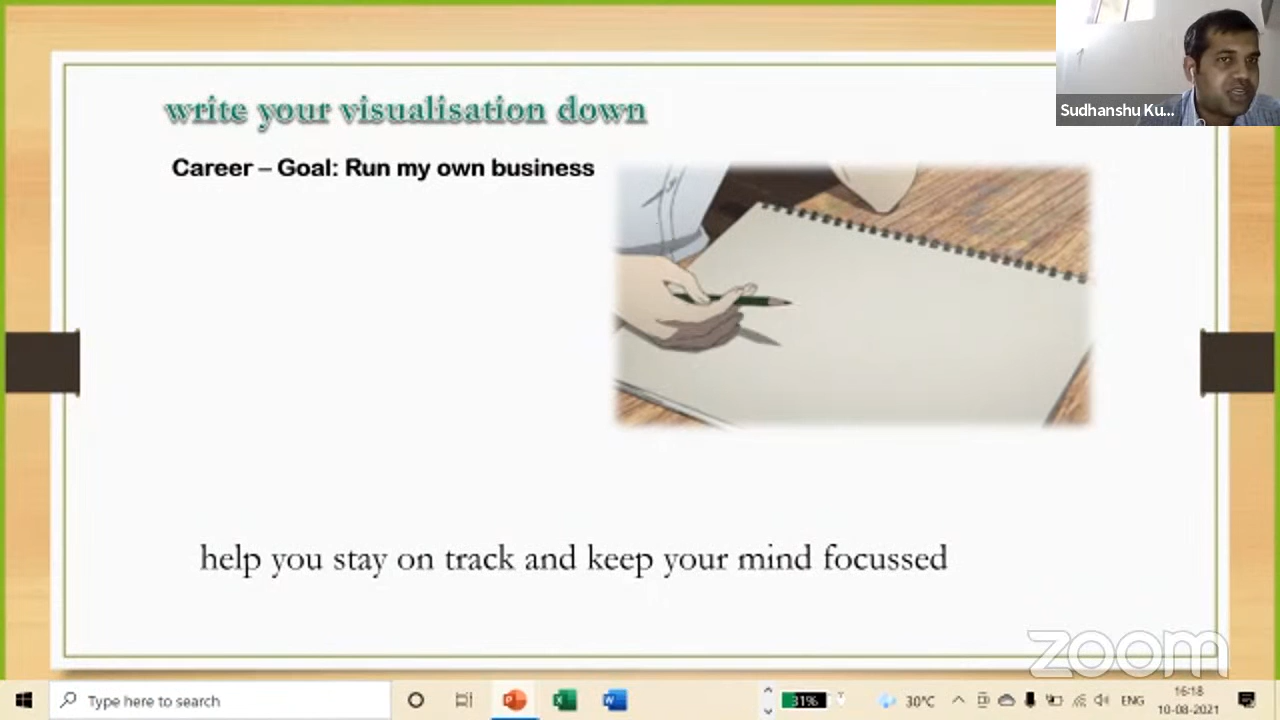 write your visualisation down
Career – Goal: Run my own business
help you stay on track and keep your mind focussed
Sudhanshu Ku...
zoom
Type here to search
31%
30°C
ENG
16:18
10-08-2021